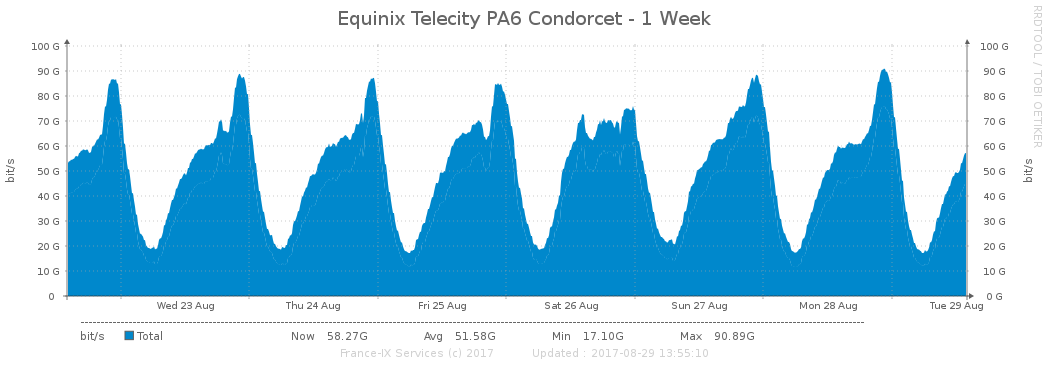 Equinix Telecity PA6 Condorcet - 1 Week
RRDTOOL / TOBI OETIKER
100 G 100 G
90 G 90 G
80 G 80 G
70 G 70 G
60 G 60 G
50 G 50 G
40 G 40 G
30 G 30 G
20 G 20 G
10 G 10 G
0 0 G
bit/s
bit/s
Wed 23 Aug Thu 24 Aug Fri 25 Aug Sat 26 Aug Sun 27 Aug Mon 28 Aug Tue 29 Aug
bit/s Total Now 58.27G Avg 51.58G Min 17.10G Max 90.89G
France-IX Services (c) 2017 Updated : 2017-08-29 13:55:10